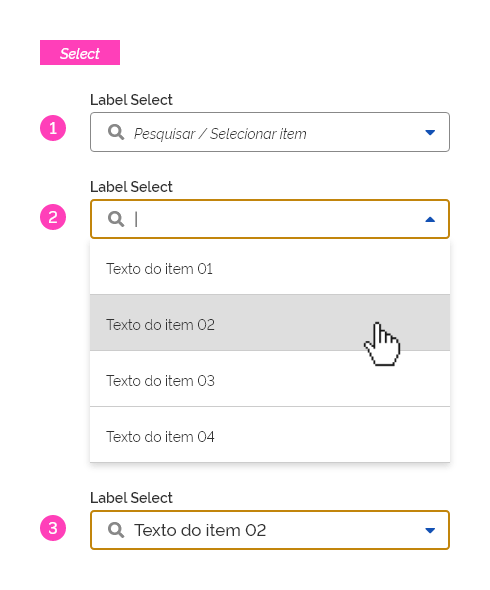 Select
Label Select
1
Pesquisar / Selecionar item
Label Select
2
Texto do item 01
Texto do item 02
Texto do item 03
Texto do item 04
Label Select
3
Texto do item 02